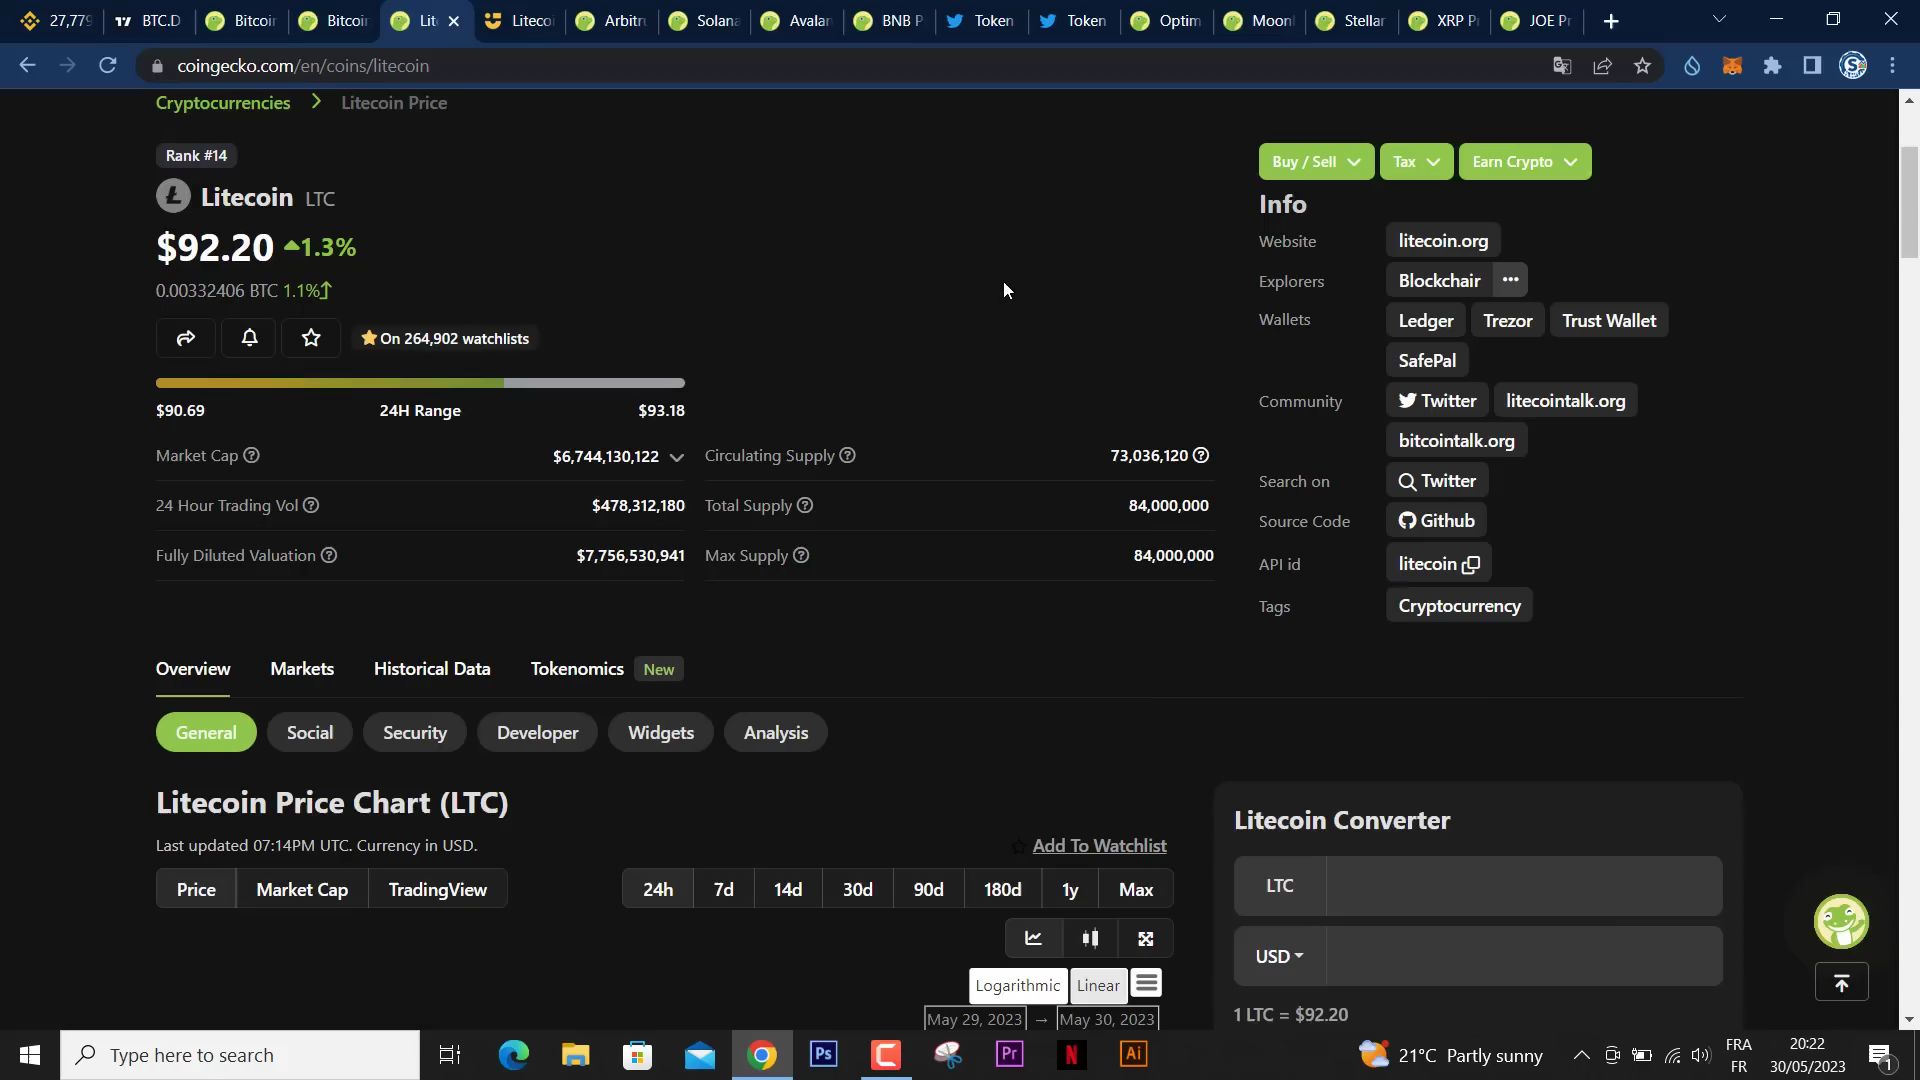 27,779
BTC.D
Bitcoin
Bitcoin
Lit
Litecoi
Arbitru
Solana
Avalan
BNB P
Token
Token
Optim
Moonl
Stellar
XRP Pr
JOE Pr
coingecko.com/en/coins/litecoin
Cryptocurrencies > Litecoin Price
Rank #14
Litecoin LTC
$92.20 1.3%
0.00332406 BTC 1.1%
On 264,902 watchlists
$90.69 24H Range $93.18
Market Cap $6,744,130,122
24 Hour Trading Vol $478,312,180
Fully Diluted Valuation $7,756,530,941
Circulating Supply 73,036,120
Total Supply 84,000,000
Max Supply 84,000,000
Buy / Sell Tax Earn Crypto
Info
Website litecoin.org
Explorers Blockchair
Wallets Ledger Trezor Trust Wallet
SafePal
Community Twitter litecointalk.org
bitcointalk.org
Search on Twitter
Source Code Github
API id litecoin
Tags Cryptocurrency
Overview Markets Historical Data Tokenomics New
General Social Security Developer Widgets Analysis
Litecoin Price Chart (LTC)
Last updated 07:14PM UTC. Currency in USD.
Add To Watchlist
Price Market Cap TradingView
24h 7d 14d 30d 90d 180d 1y Max
Logarithmic Linear
May 29, 2023 → May 30, 2023
Litecoin Converter
LTC
USD
1 LTC = $92.20
Type here to search
Ps
Pr
N
Ai
21°C Partly sunny
FRA
FR
20:22
30/05/2023
1